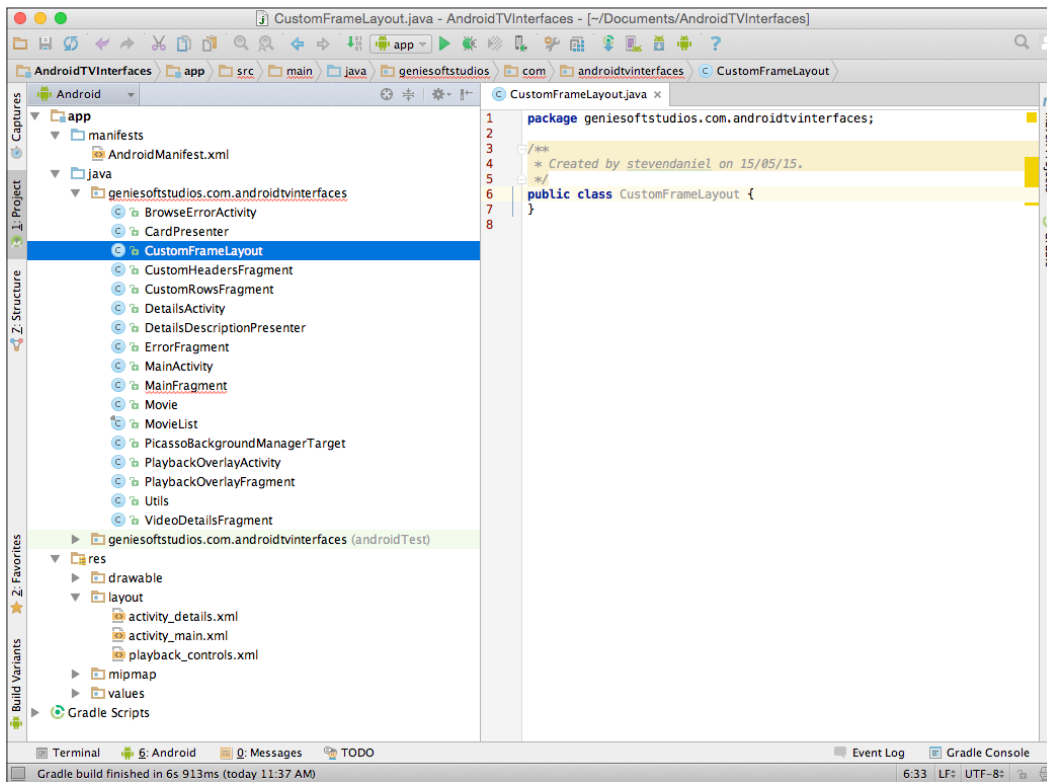 CustomFrameLayout.java - AndroidTVInterfaces - [~/Documents/AndroidTVInterfaces]
app
?
AndroidTVInterfaces app src main java geniesoftstudios com androidtvinterfaces CustomFrameLayout
Captures
1: Project
7: Structure
2: Favorites
Build Variants
Android
app
manifests
AndroidManifest.xml
java
geniesoftstudios.com.androidtvinterfaces
BrowseErrorActivity
CardPresenter
CustomFrameLayout
CustomHeadersFragment
CustomRowsFragment
DetailsActivity
DetailsDescriptionPresenter
ErrorFragment
MainActivity
MainFragment
Movie
MovieList
PicassoBackgroundManagerTarget
PlaybackOverlayActivity
PlaybackOverlayFragment
Utils
VideoDetailsFragment
geniesoftstudios.com.androidtvinterfaces (androidTest)
res
drawable
layout
activity_details.xml
activity_main.xml
playback_controls.xml
mipmap
values
Gradle Scripts
CustomFrameLayout.java ×
1 package geniesoftstudios.com.androidtvinterfaces;
2
3 /**
4 * Created by stevendaniel on 15/05/15.
5 */
6 public class CustomFrameLayout {
7 }
8
Terminal 6: Android 0: Messages TODO Event Log Gradle Console
Gradle build finished in 6s 913ms (today 11:37 AM) 6:33 LF UTF-8